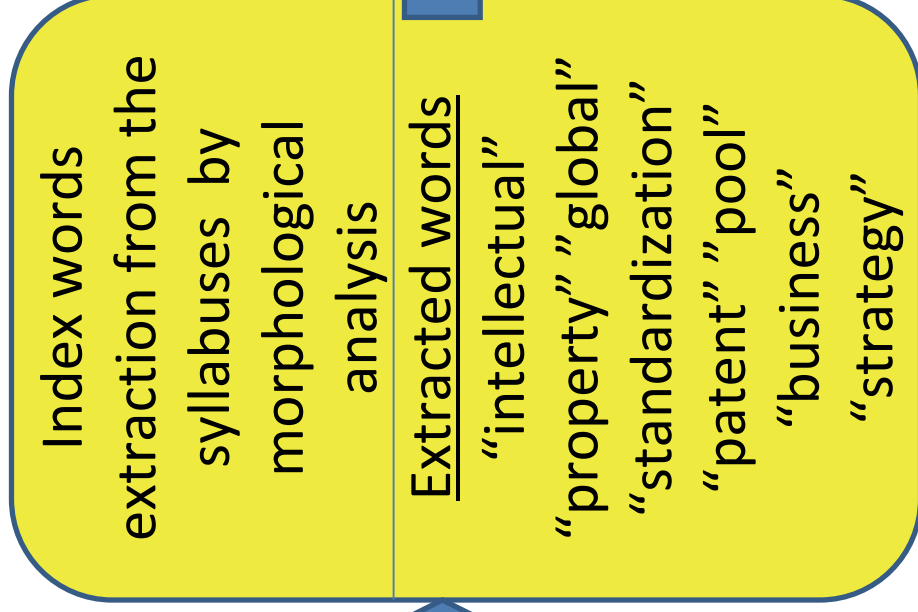 Index words
extraction from the
syllabuses by
morphological
analysis
Extracted words
“intellectual”
“property” ”global”
“standardization”
“patent” ”pool”
“business”
“strategy”